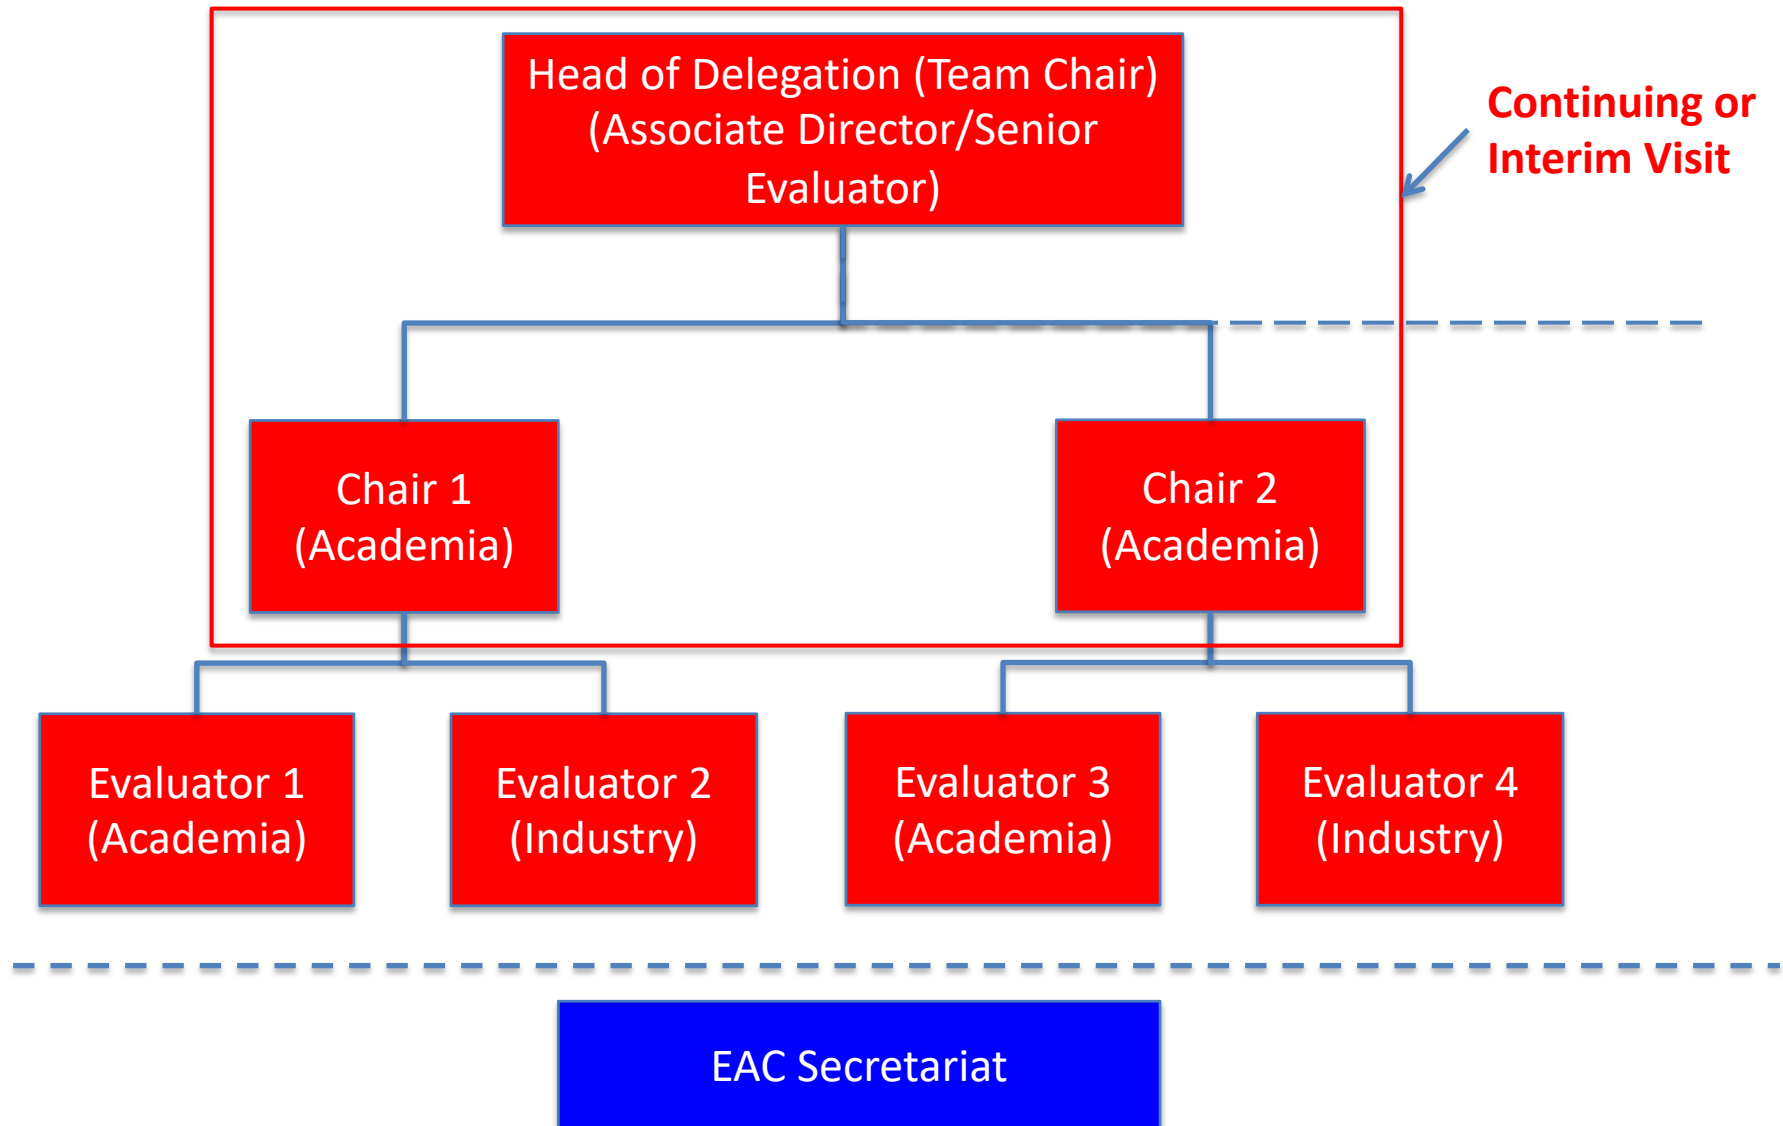 Head of Delegation (Team Chair)
(Associate Director/Senior
Evaluator)
Continuing or
Interim Visit
Chair 1
(Academia)
Chair 2
(Academia)
Evaluator 1
(Academia)
Evaluator 2
(Industry)
Evaluator 3
(Academia)
Evaluator 4
(Industry)
EAC Secretariat